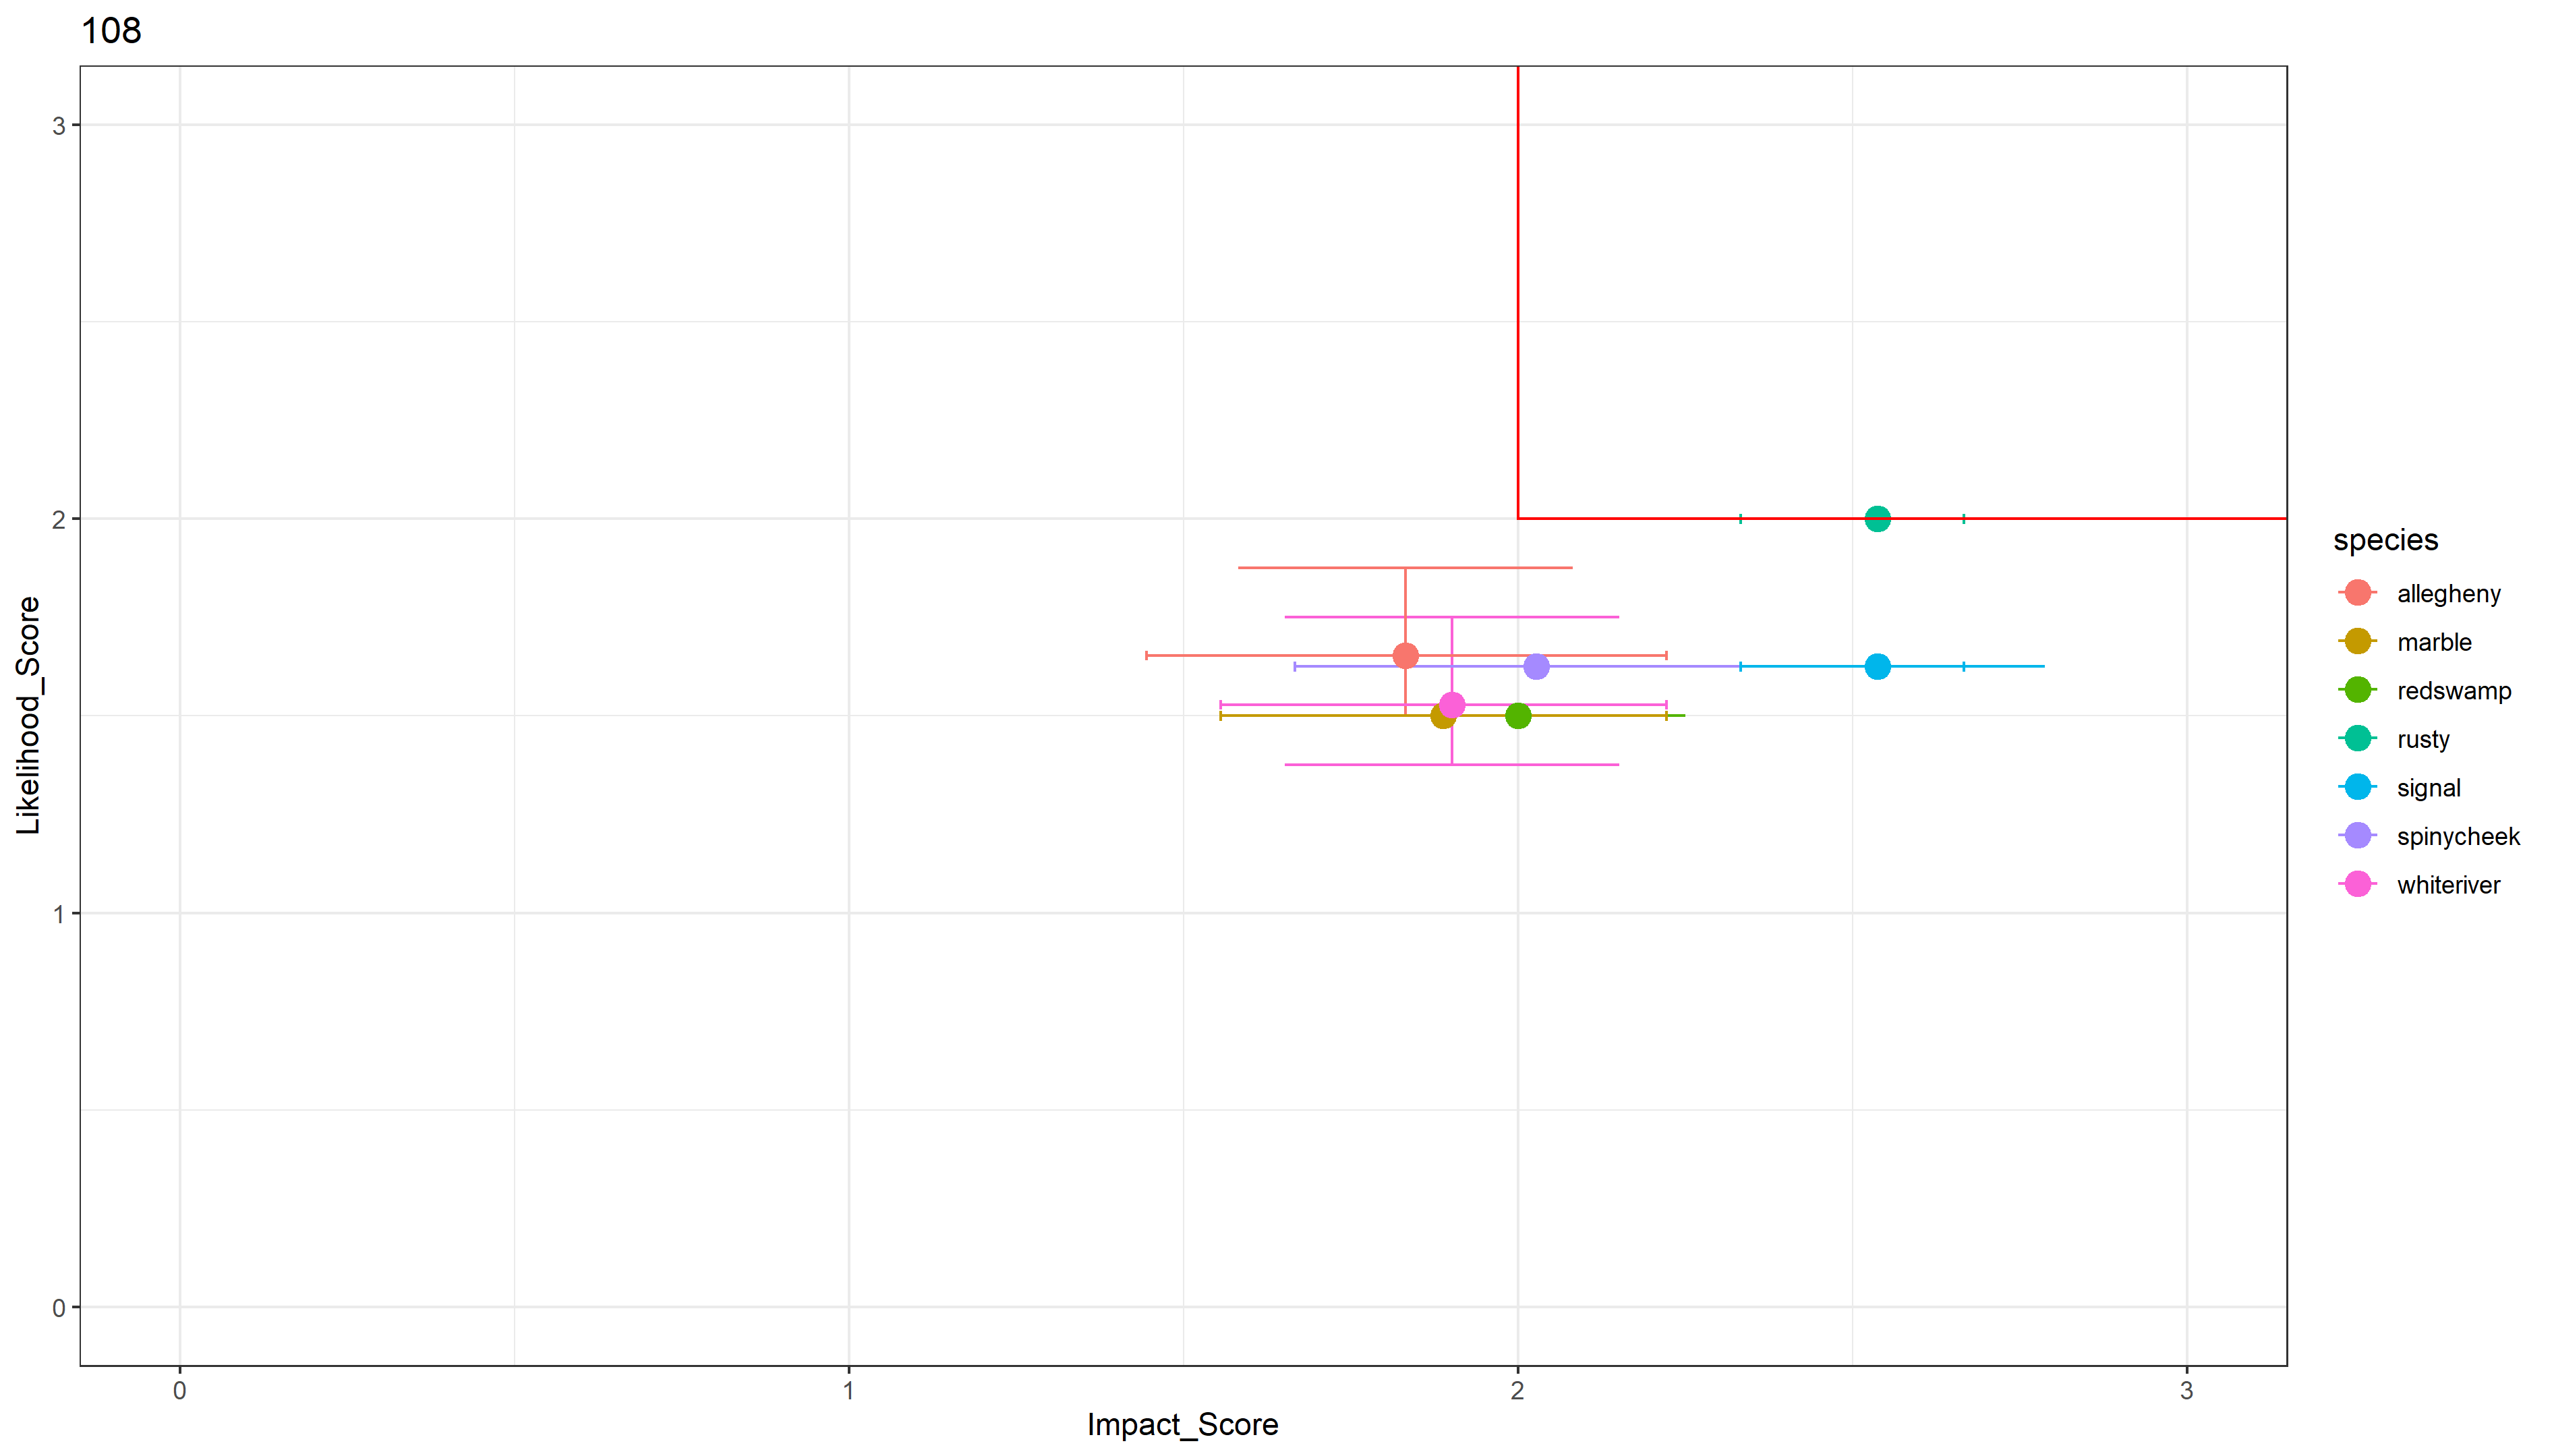 108
Likelihood_Score
3
2
1
0
0 1 2 3
Impact_Score
species
allegheny
marble
redswamp
rusty
signal
spinycheek
whiteriver